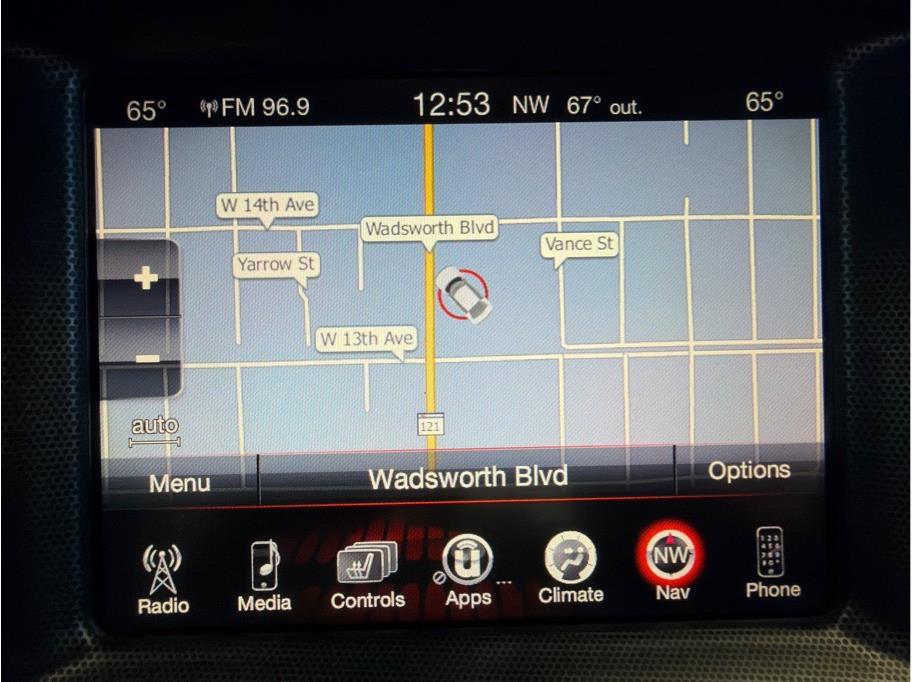 65° FM 96.9 12:53 NW 67° out. 65°
W 14th Ave
Wadsworth Blvd
Vance St
Yarrow St
+
W 13th Ave
−
121
auto
Menu Wadsworth Blvd Options
NW
Radio Media Controls Apps ... Climate Nav Phone